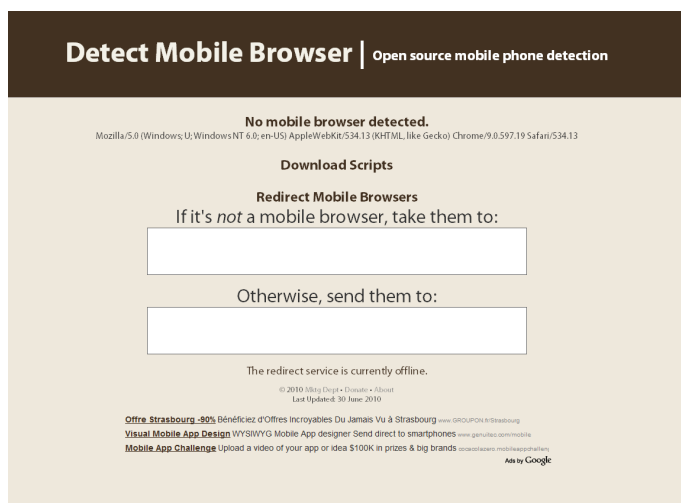 Detect Mobile Browser | Open source mobile phone detection
No mobile browser detected.
Mozilla/5.0 (Windows; U; Windows NT 6.0; en-US) AppleWebKit/534.13 (KHTML, like Gecko) Chrome/9.0.597.19 Safari/534.13
Download Scripts
Redirect Mobile Browsers
If it's not a mobile browser, take them to:
Otherwise, send them to:
The redirect service is currently offline.
© 2010 Mktg Dept • Donate • About
Last Updated: 30 June 2010
Offre Strasbourg -90% Bénéficiez d'Offres Incroyables Du Jamais Vu à Strasbourg www.GROUPON.fr/Strasbourg
Visual Mobile App Design WYSIWYG Mobile App designer Send direct to smartphones www.genuitec.com/mobile
Mobile App Challenge Upload a video of your app or idea $100K in prizes & big brands
Ads by Google